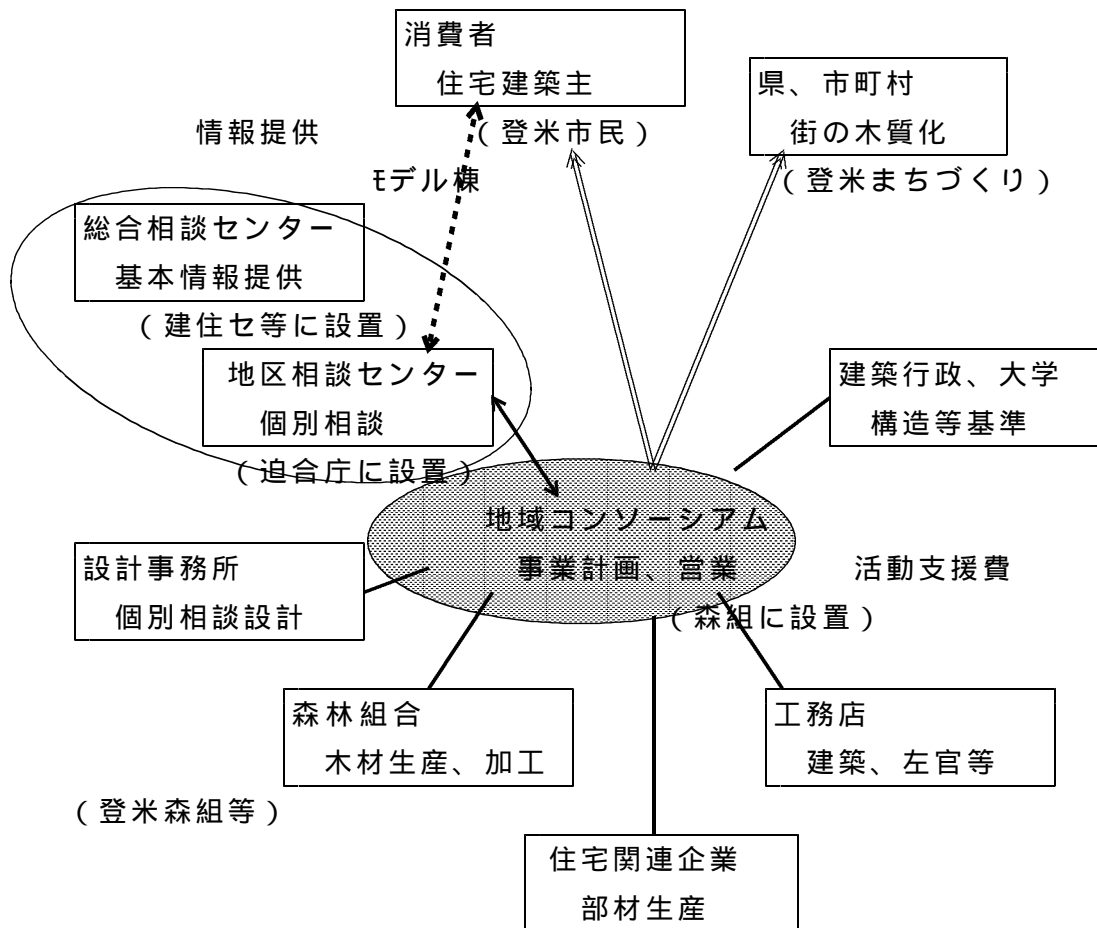 消費者
住宅建築主
(登米市民)
県、市町村
街の木質化
(登米まちづくり)
情報提供
モデル棟
総合相談センター
基本情報提供
(建住セ等に設置)
地区相談センター
個別相談
(迫合庁に設置)
建築行政、大学
構造等基準
地域コンソーシアム
事業計画、営業
(森組に設置)
活動支援費
設計事務所
個別相談設計
森林組合
木材生産、加工
(登米森組等)
工務店
建築、左官等
住宅関連企業
部材生産